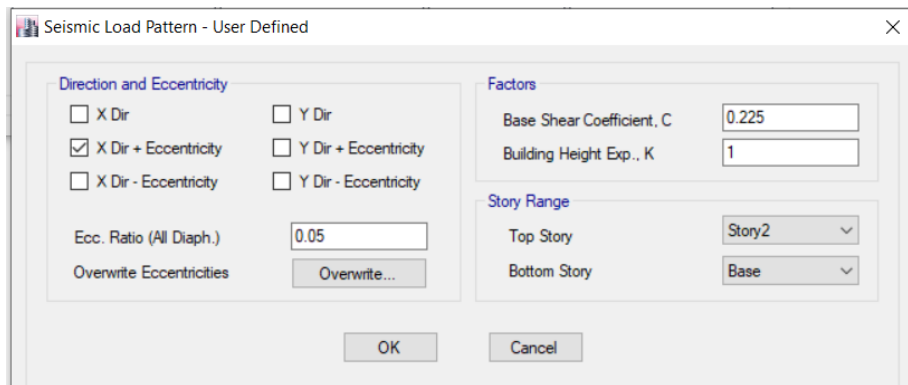 Seismic Load Pattern - User Defined
Direction and Eccentricity
X Dir
Y Dir
X Dir + Eccentricity
Y Dir + Eccentricity
X Dir - Eccentricity
Y Dir - Eccentricity
Ecc. Ratio (All Diaph.)
0.05
Overwrite Eccentricities
Overwrite...
Factors
Base Shear Coefficient, C
0.225
Building Height Exp., K
1
Story Range
Top Story
Story2
Bottom Story
Base
OK
Cancel